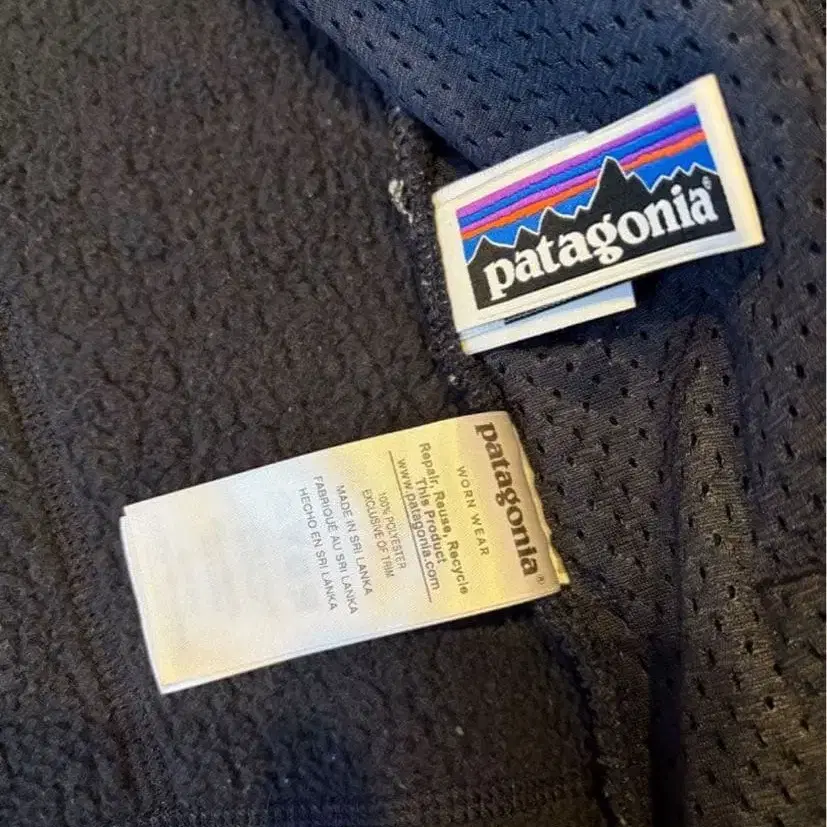 patagonia®
patagonia®
WORN WEAR
Repair, Reuse, Recycle
This Product
www.patagonia.com
100% POLYESTER
EXCLUSIVE OF TRIM
MADE IN SRI LANKA
FABRIQUÉ AU SRI LANKA
HECHO EN SRI LANKA